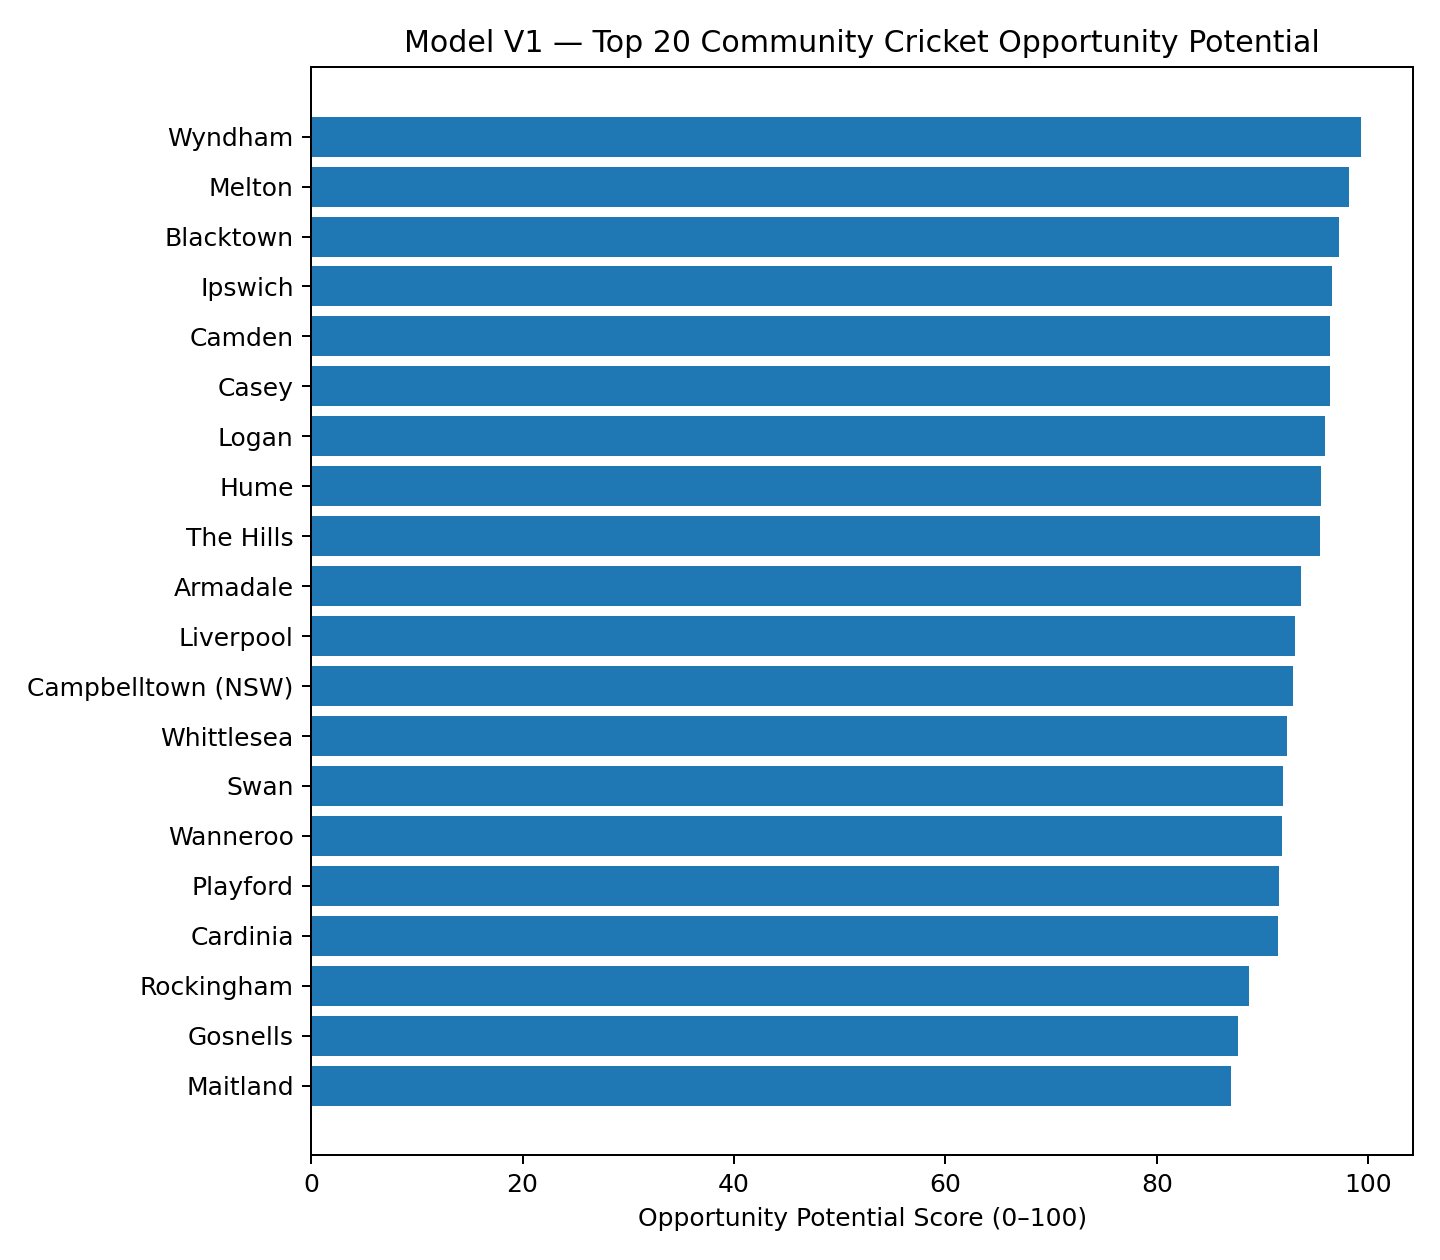 Model V1 — Top 20 Community Cricket Opportunity Potential
Wyndham
Melton
Blacktown
Ipswich
Camden
Casey
Logan
Hume
The Hills
Armadale
Liverpool
Campbelltown (NSW)
Whittlesea
Swan
Wanneroo
Playford
Cardinia
Rockingham
Gosnells
Maitland
0 20 40 60 80 100
Opportunity Potential Score (0–100)